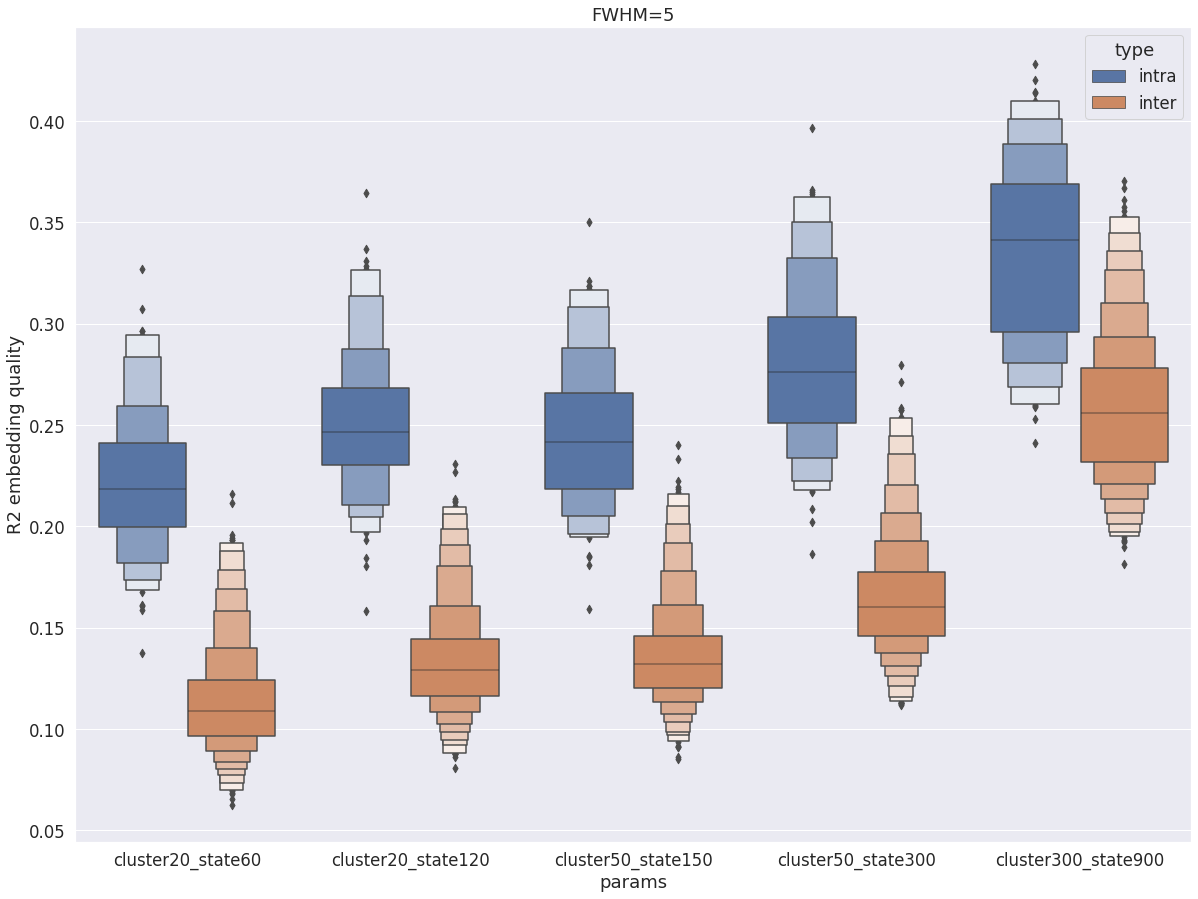 FWHM=5
type
intra
inter
R2 embedding quality
0.40
0.35
0.30
0.25
0.20
0.15
0.10
0.05
cluster20_state60
cluster20_state120
cluster50_state150
cluster50_state300
cluster300_state900
params